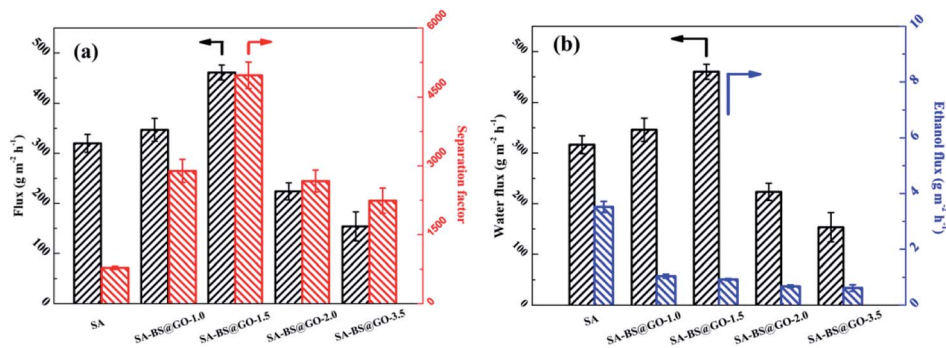 (a)
Flux (g m⁻² h⁻¹)
0
100
200
300
400
500
Separation factor
0
1500
3000
4500
6000
SA
SA-BS@GO-1.0
SA-BS@GO-1.5
SA-BS@GO-2.0
SA-BS@GO-3.5
(b)
Water flux (g m⁻² h⁻¹)
0
100
200
300
400
500
Ethanol flux (g m⁻² h⁻¹)
0
2
4
6
8
10
SA
SA-BS@GO-1.0
SA-BS@GO-1.5
SA-BS@GO-2.0
SA-BS@GO-3.5